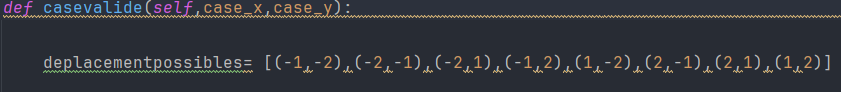 def casevalide(self,case_x,case_y):
deplacementpossibles= [(-1,-2),(-2,-1),(-2,1),(-1,2),(1,-2),(2,-1),(2,1),(1,2)]